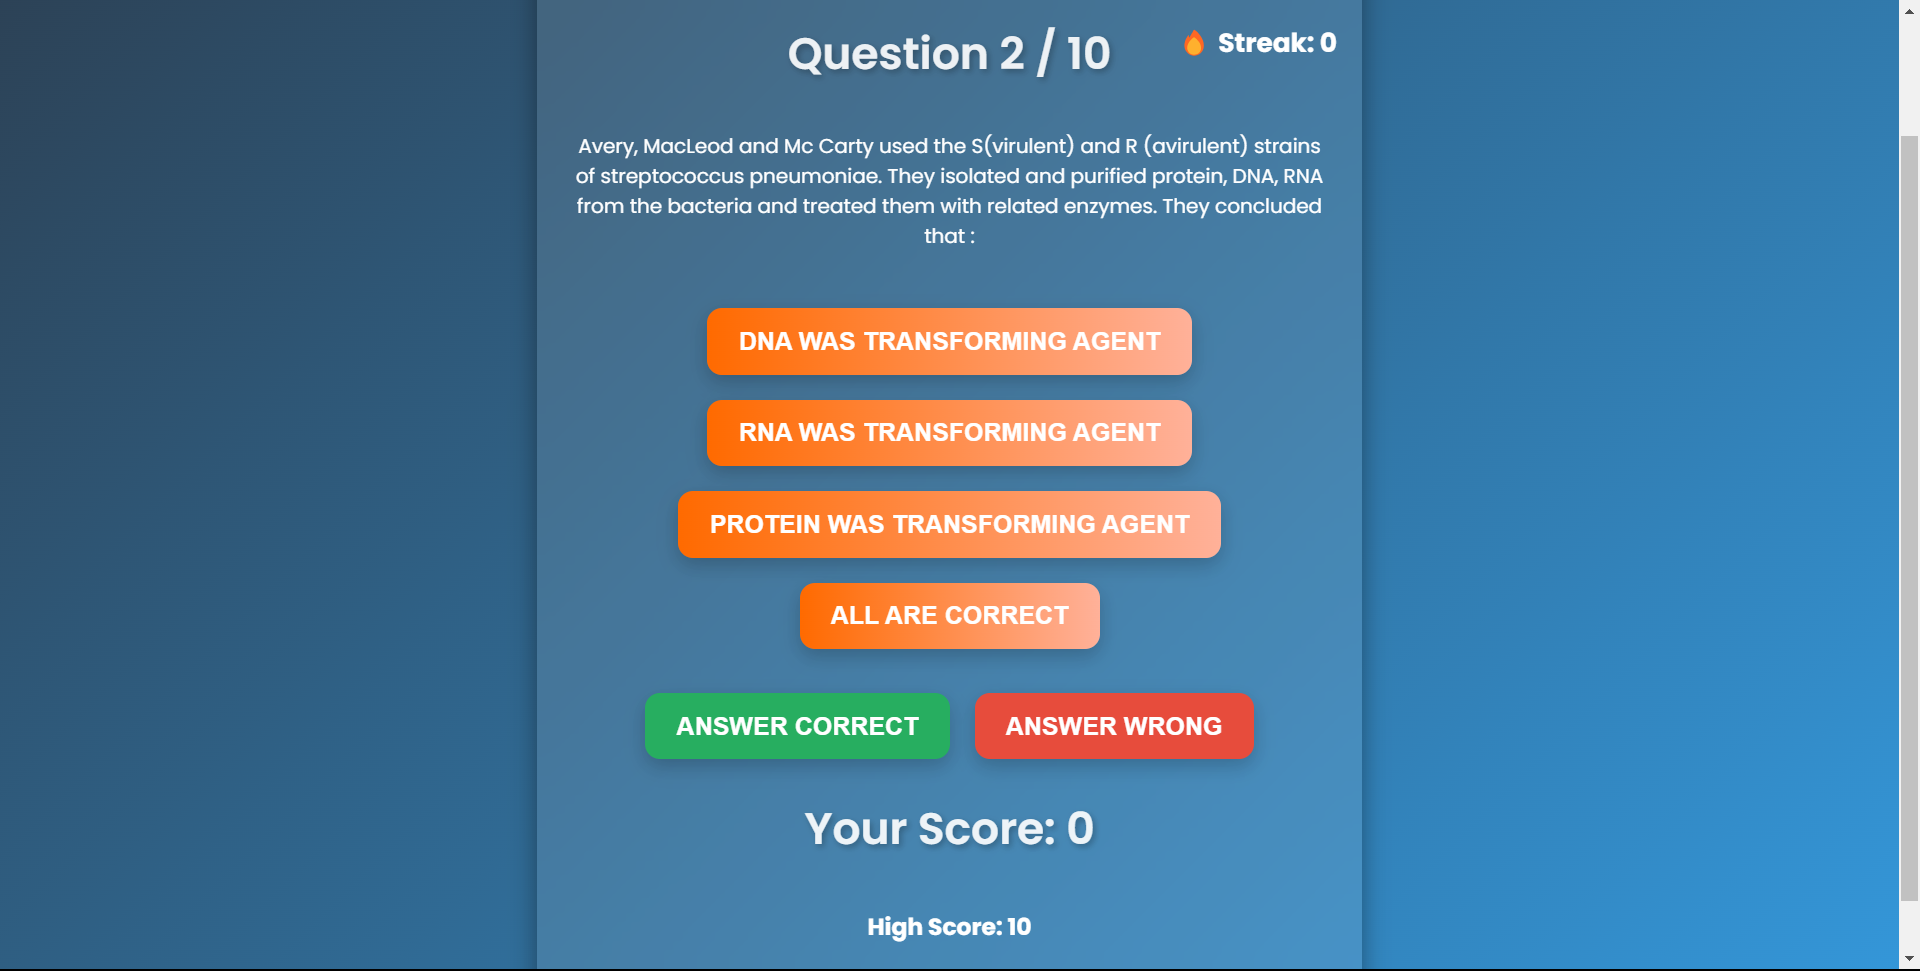 Question 2 / 10
🔥 Streak: 0
Avery, MacLeod and Mc Carty used the S(virulent) and R (avirulent) strains
of streptococcus pneumoniae. They isolated and purified protein, DNA, RNA
from the bacteria and treated them with related enzymes. They concluded
that :
DNA WAS TRANSFORMING AGENT
RNA WAS TRANSFORMING AGENT
PROTEIN WAS TRANSFORMING AGENT
ALL ARE CORRECT
ANSWER CORRECT
ANSWER WRONG
Your Score: 0
High Score: 10